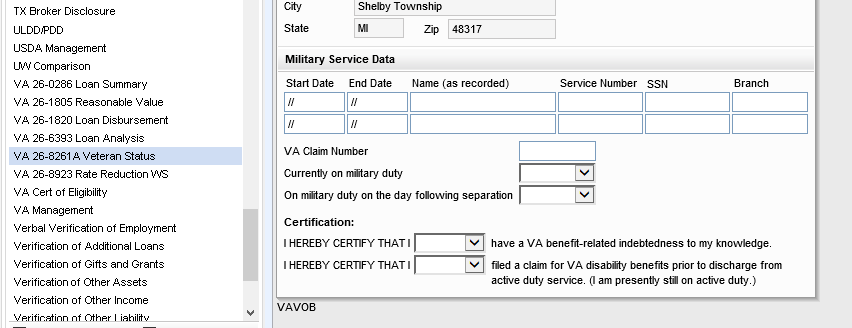 TX Broker Disclosure
ULDD/PDD
USDA Management
UW Comparison
VA 26-0286 Loan Summary
VA 26-1805 Reasonable Value
VA 26-1820 Loan Disbursement
VA 26-6393 Loan Analysis
VA 26-8261A Veteran Status
VA 26-8923 Rate Reduction WS
VA Cert of Eligibility
VA Management
Verbal Verification of Employment
Verification of Additional Loans
Verification of Gifts and Grants
Verification of Other Assets
Verification of Other Income
Verification of Other Liability
City Shelby Township
State MI Zip 48317
Military Service Data
Start Date End Date Name (as recorded) Service Number SSN Branch
// //
// //
VA Claim Number
Currently on military duty
On military duty on the day following separation
Certification:
I HEREBY CERTIFY THAT I have a VA benefit-related indebtedness to my knowledge.
I HEREBY CERTIFY THAT I filed a claim for VA disability benefits prior to discharge from
active duty service. (I am presently still on active duty.)
VAVOB